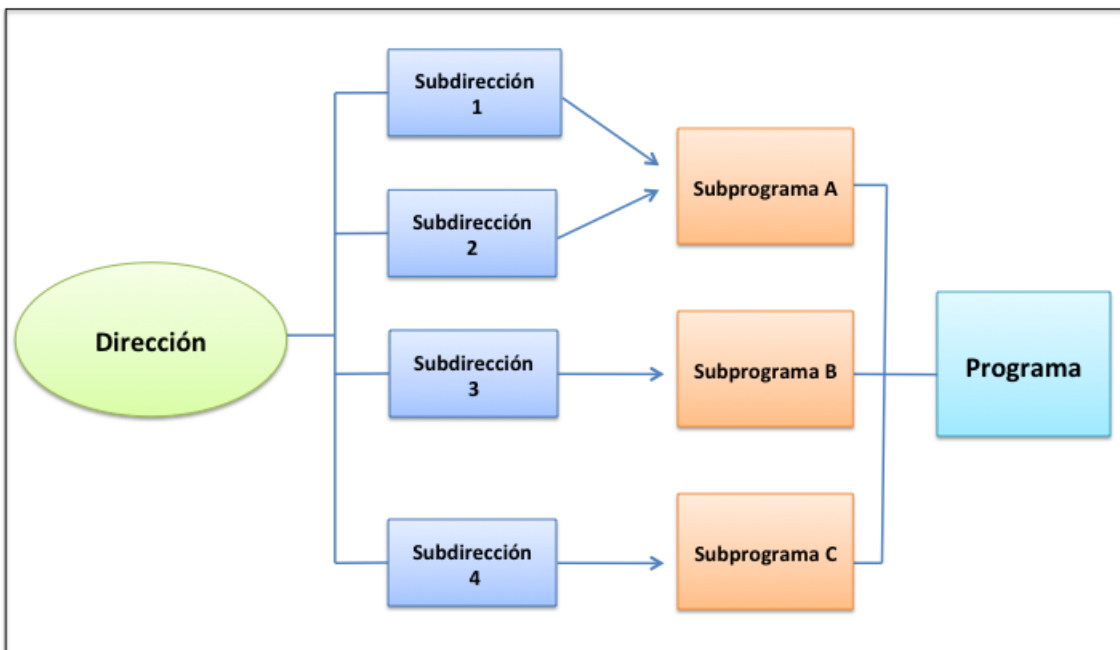 Subdirección
1
Subprograma A
Subdirección
2
Dirección
Subdirección
3
Subprograma B
Programa
Subdirección
4
Subprograma C